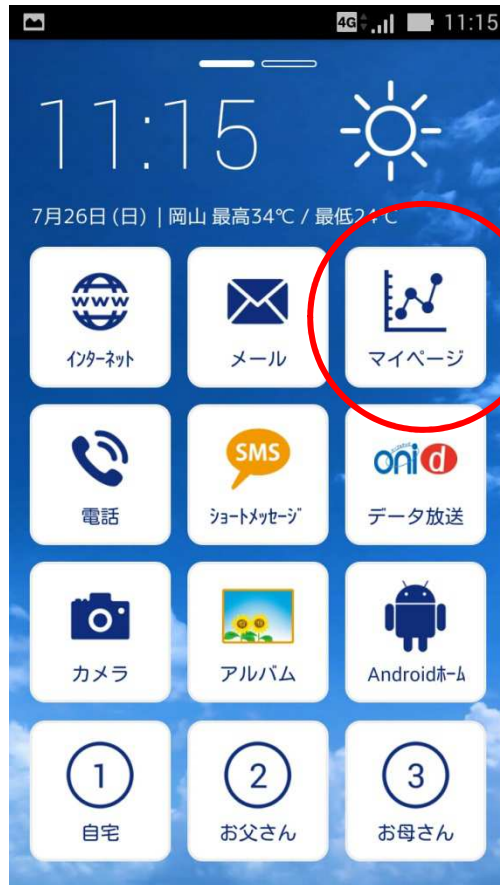 4G 11:15
11:15
7月26日 (日) | 岡山 最高34℃ / 最低24℃
www
インターネット
メール
マイページ
電話
SMS
ショートメッセージ
oni d
データ放送
カメラ
アルバム
Androidホーム
1
自宅
2
お父さん
3
お母さん